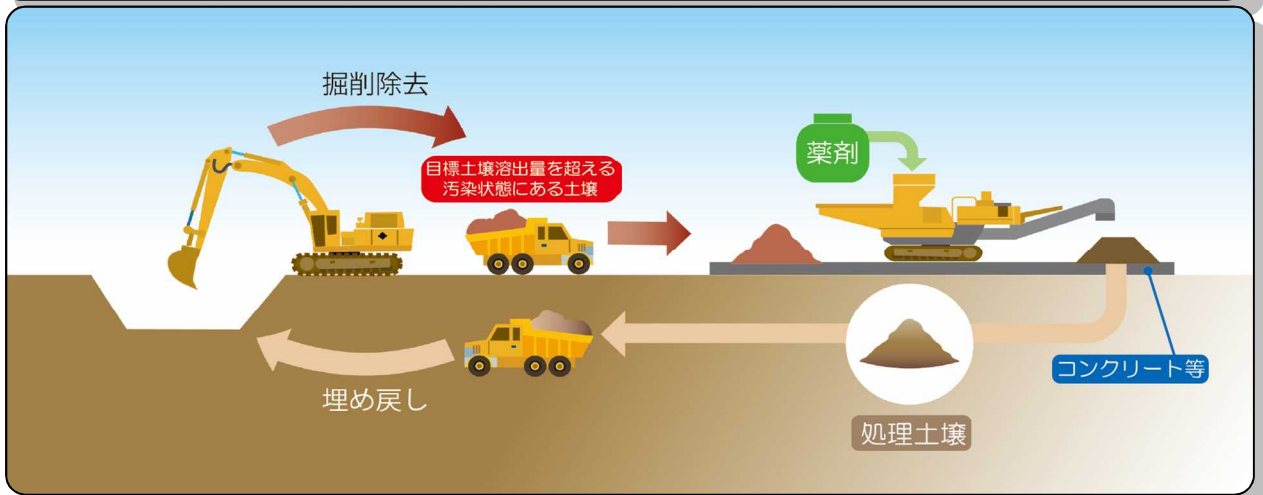 掘削除去
目標土壌溶出量を超える
汚染状態にある土壌
薬剤
埋め戻し
処理土壌
コンクリート等